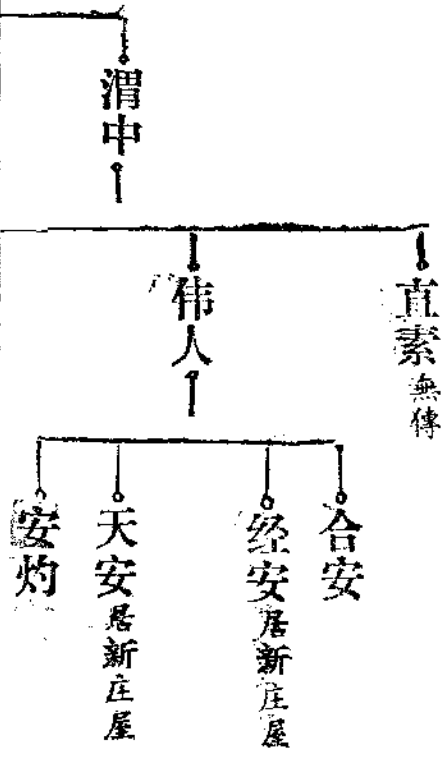 渭中
直素 無傳
伟人
合安
经安 居新庄屋
天安 居新庄屋
安灼